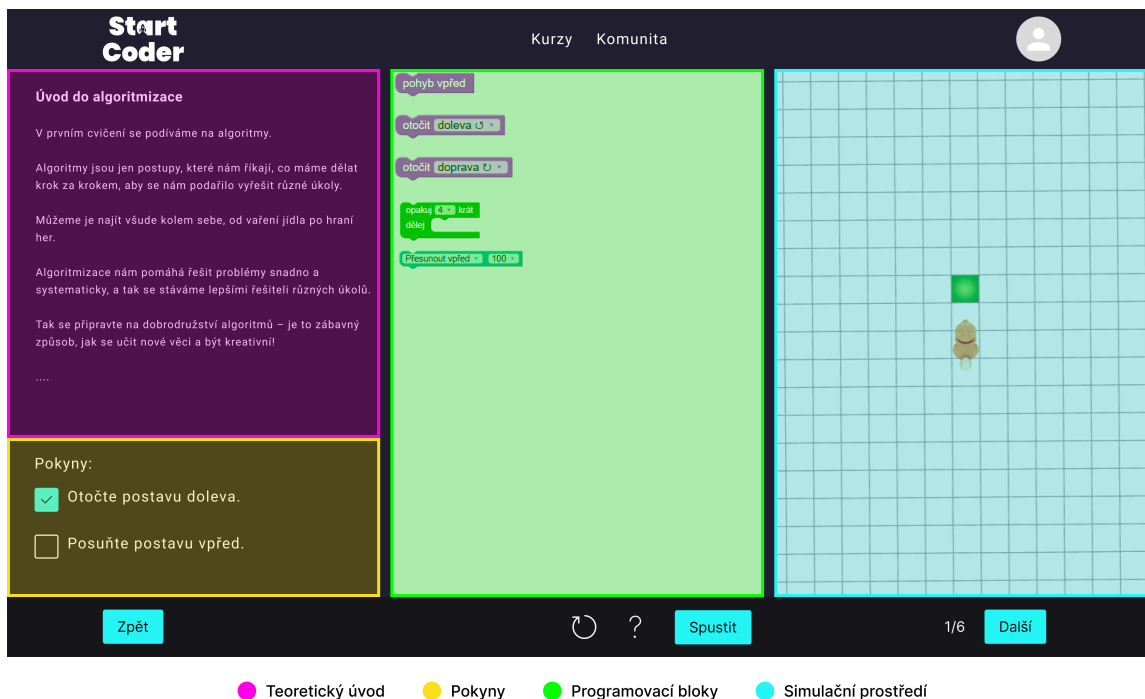 Start
Coder
Kurzy Komunita
Úvod do algoritmizace
V prvním cvičení se podíváme na algoritmy.
Algoritmy jsou jen postupy, které nám říkají, co máme dělat
krok za krokem, aby se nám podařilo vyřešit různé úkoly.
Můžeme je najít všude kolem sebe, od vaření jídla po hraní
her.
Algoritmizace nám pomáhá řešit problémy snadno a
systematicky, a tak se stáváme lepšími řešiteli různých úkolů.
Tak se připravte na dobrodružství algoritmů – je to zábavný
způsob, jak se učit nové věci a být kreativní!
....
Pokyny:
Otočte postavu doleva.
Posuňte postavu vpřed.
pohyb vpřed
otočit doleva ↺
otočit doprava ↻
opakuj 4 krát
dělej
Přesunout vpřed 100
Zpět
?
Spustit
1/6
Další
Teoretický úvod Pokyny Programovací bloky Simulační prostředí